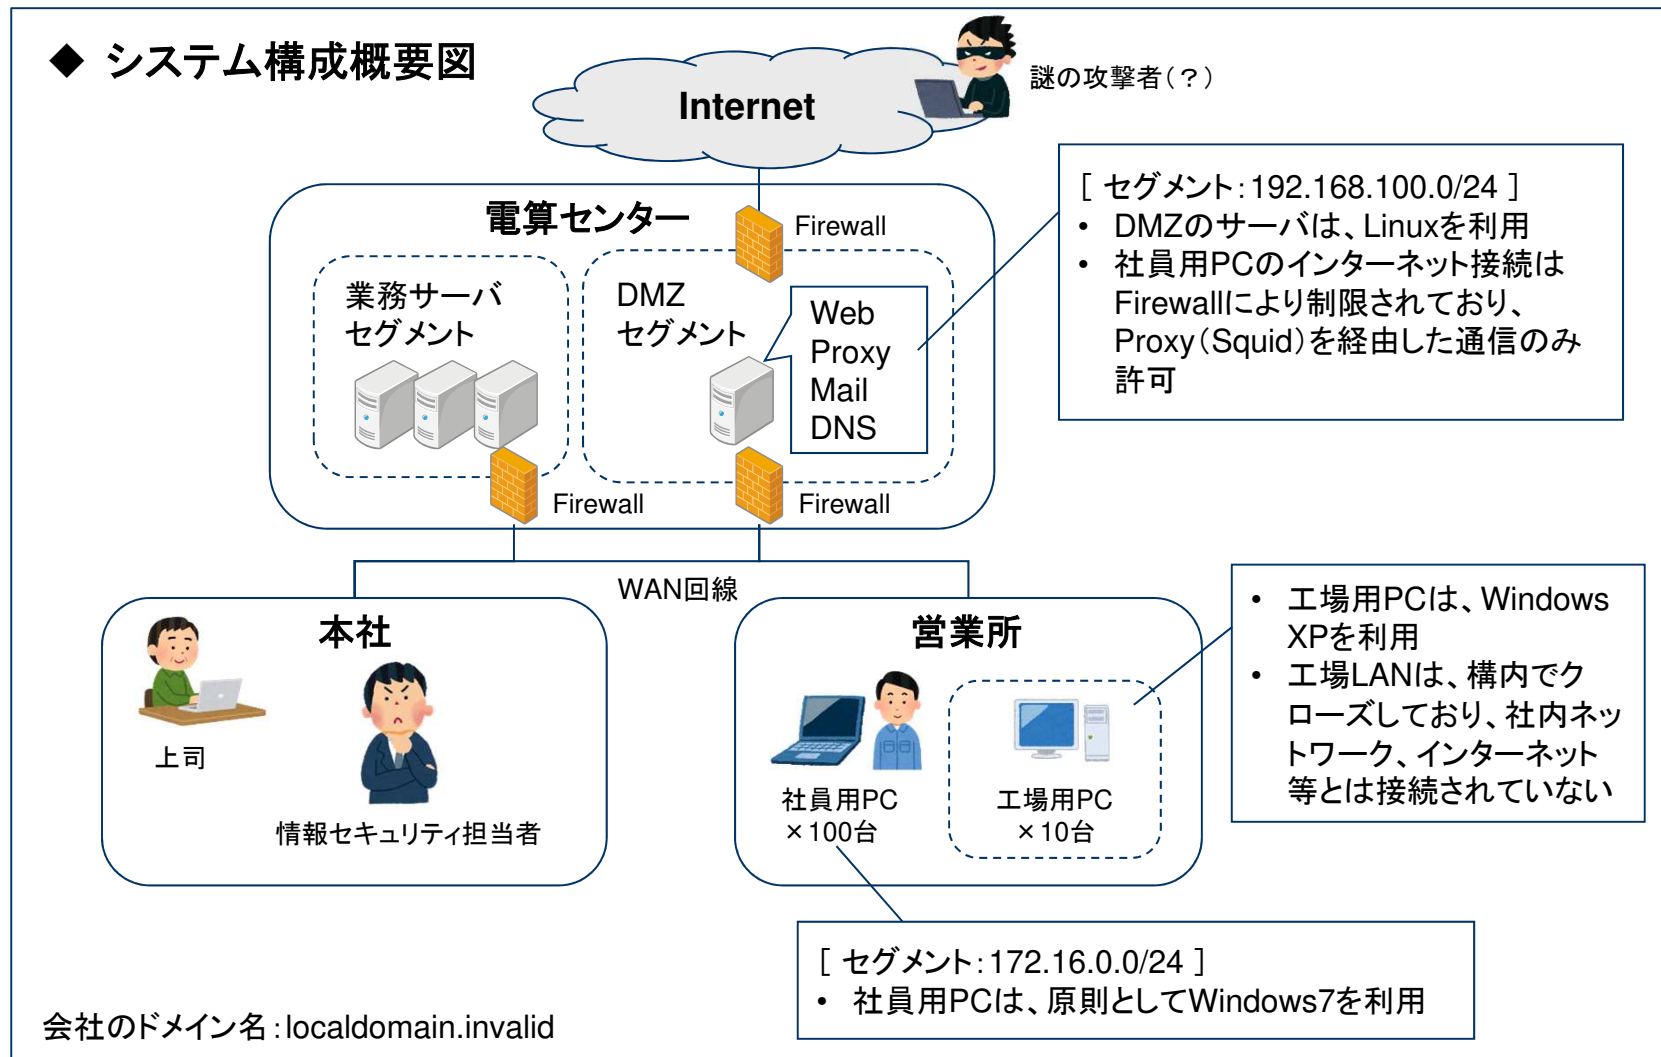 ◆ システム構成概要図
Internet
謎の攻撃者(？)
電算センター
Firewall
業務サーバ
セグメント
DMZ
セグメント
Web
Proxy
Mail
DNS
Firewall
Firewall
[ セグメント：192.168.100.0/24 ]
• DMZのサーバは、Linuxを利用
• 社員用PCのインターネット接続は
Firewallにより制限されており、
Proxy（Squid）を経由した通信のみ
許可
WAN回線
本社
上司
情報セキュリティ担当者
営業所
社員用PC
×100台
工場用PC
×10台
• 工場用PCは、Windows
XPを利用
• 工場LANは、構内でク
ローズしており、社内ネッ
トワーク、インターネット
等とは接続されていない
[ セグメント：172.16.0.0/24 ]
• 社員用PCは、原則としてWindows7を利用
会社のドメイン名：localdomain.invalid